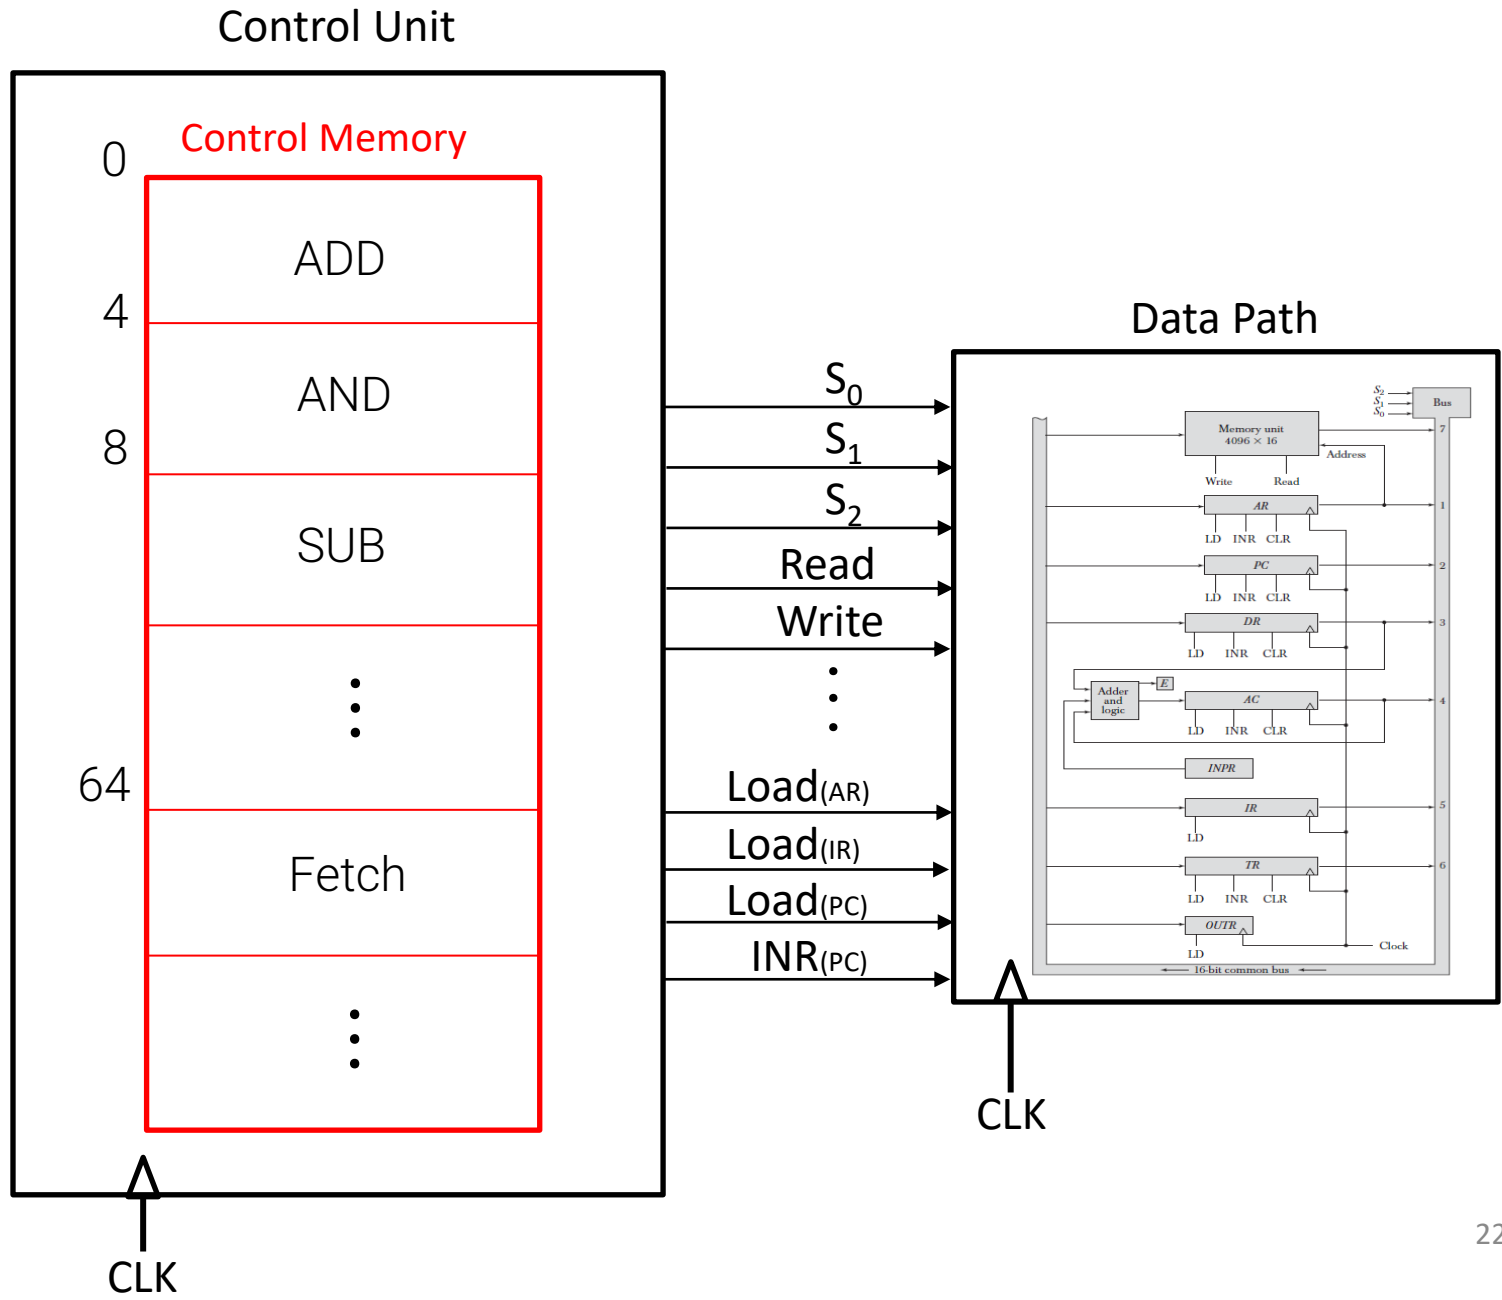 Control Unit
Control Memory
0
ADD
4
AND
8
SUB
64
Fetch
CLK
S0
S1
S2
Read
Write
Load(AR)
Load(IR)
Load(PC)
INR(PC)
Data Path
S2
S1
S0
Bus
Memory unit
4096 × 16
7
Address
Write Read
AR
1
LD INR CLR
PC
2
LD INR CLR
DR
3
LD INR CLR
Adder
and
logic
E
AC
4
LD INR CLR
INPR
IR
5
LD
TR
6
LD INR CLR
OUTR
LD
Clock
16-bit common bus
CLK
22